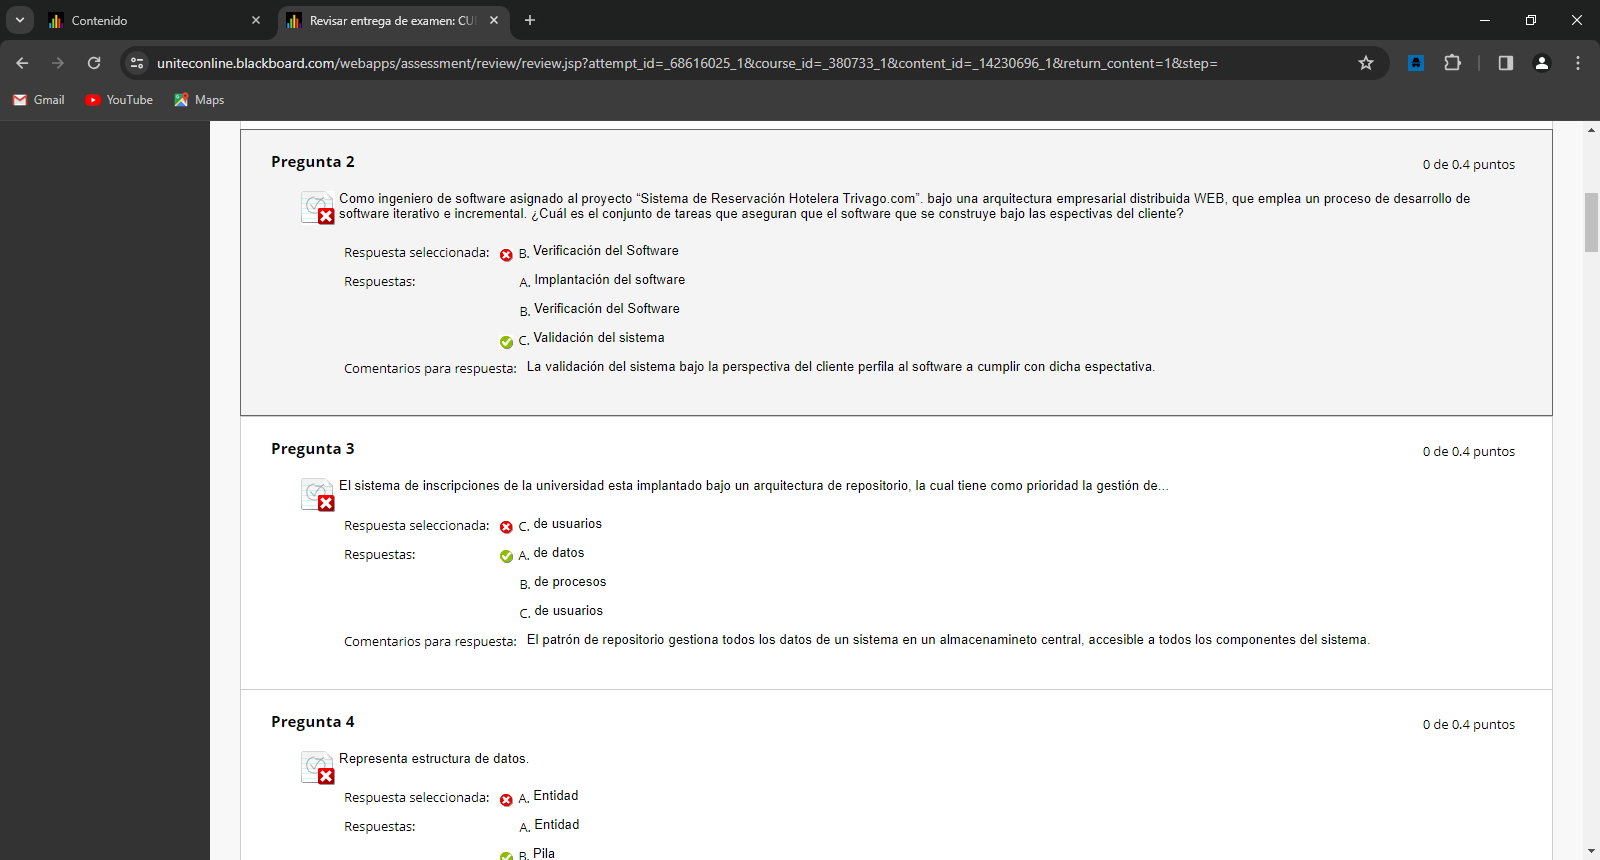 Contenido
Revisar entrega de examen: CU
uniteconline.blackboard.com/webapps/assessment/review/review.jsp?attempt_id=_68616025_1&course_id=_380733_1&content_id=_14230696_1&return_content=1&step=
Gmail
YouTube
Maps
Pregunta 2
0 de 0.4 puntos
Como ingeniero de software asignado al proyecto “Sistema de Reservación Hotelera Trivago.com”. bajo una arquitectura empresarial distribuida WEB, que emplea un proceso de desarrollo de
software iterativo e incremental. ¿Cuál es el conjunto de tareas que aseguran que el software que se construye bajo las espectivas del cliente?
Respuesta seleccionada: B. Verificación del Software
Respuestas: A. Implantación del software
B. Verificación del Software
C. Validación del sistema
Comentarios para respuesta: La validación del sistema bajo la perspectiva del cliente perfila al software a cumplir con dicha espectativa.
Pregunta 3
0 de 0.4 puntos
El sistema de inscripciones de la universidad esta implantado bajo un arquitectura de repositorio, la cual tiene como prioridad la gestión de...
Respuesta seleccionada: C. de usuarios
Respuestas: A. de datos
B. de procesos
C. de usuarios
Comentarios para respuesta: El patrón de repositorio gestiona todos los datos de un sistema en un almacenamineto central, accesible a todos los componentes del sistema.
Pregunta 4
0 de 0.4 puntos
Representa estructura de datos.
Respuesta seleccionada: A. Entidad
Respuestas: A. Entidad
B. Pila